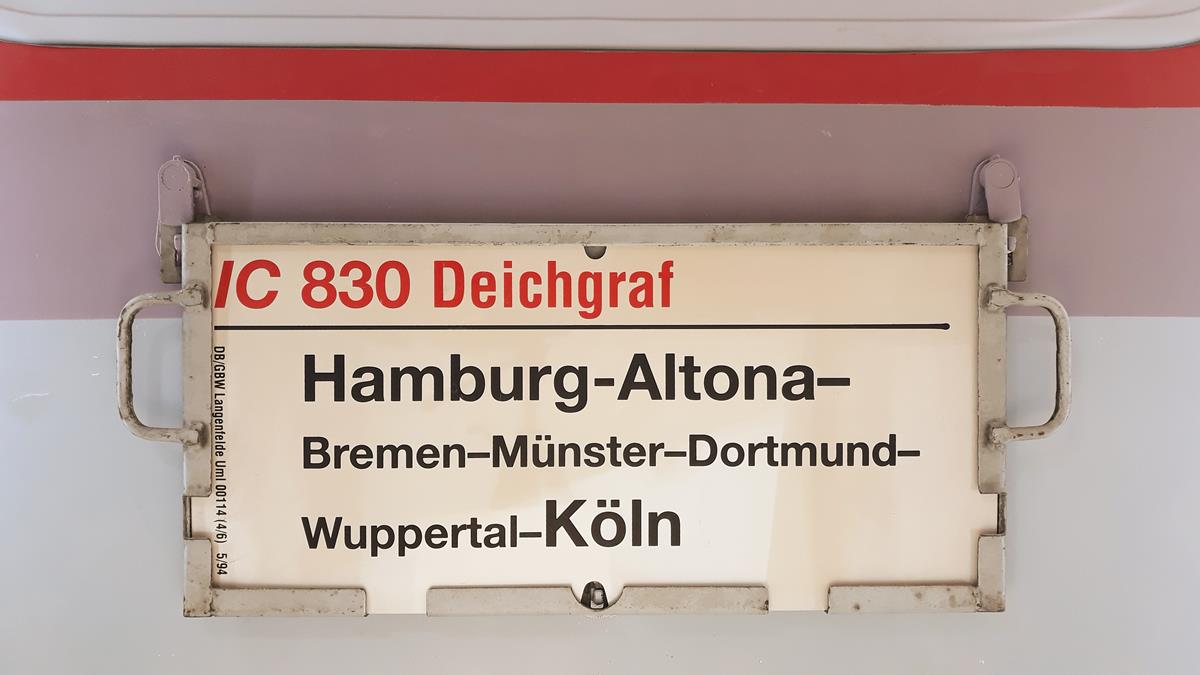 IC 830 Deichgraf
Hamburg-Altona–
Bremen–Münster–Dortmund–
Wuppertal–Köln
DB/GBW Langenfelde Uml 00114 (4/6) 5/94